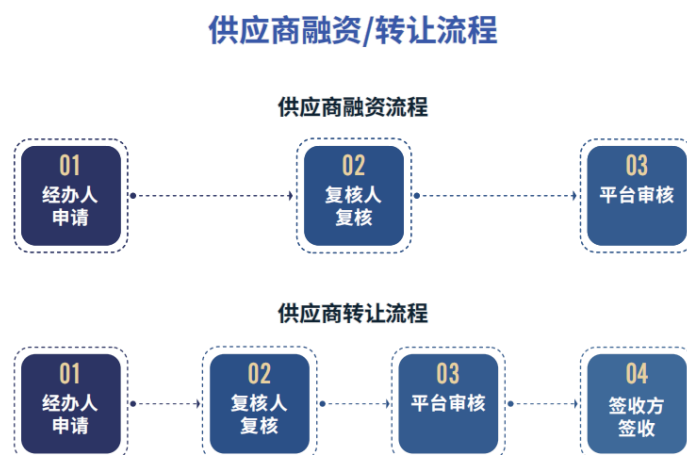 供应商融资/转让流程
供应商融资流程
01
经办人
申请
02
复核人
复核
03
平台审核
供应商转让流程
01
经办人
申请
02
复核人
复核
03
平台审核
04
签收方
签收